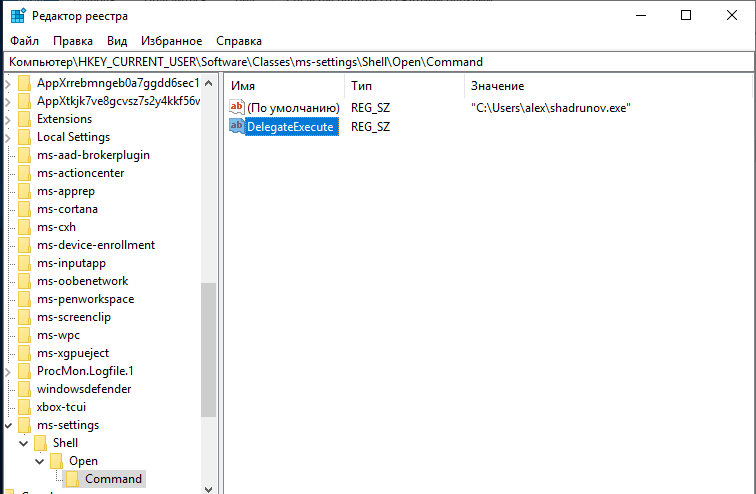 Редактор реестра
Файл Правка Вид Избранное Справка
Компьютер\HKEY_CURRENT_USER\Software\Classes\ms-settings\Shell\Open\Command
AppXrrebmngeb0a7ggdd6sec1
AppXtkjk7ve8gcvsz7s2y4kkf56v
Extensions
Local Settings
ms-aad-brokerplugin
ms-actioncenter
ms-apprep
ms-cortana
ms-cxh
ms-device-enrollment
ms-inputapp
ms-oobenetwork
ms-penworkspace
ms-screenclip
ms-wpc
ms-xgpueject
ProcMon.Logfile.1
windowsdefender
xbox-tcui
ms-settings
Shell
Open
Command
Имя Тип Значение
ab (По умолчанию) REG_SZ "C:\Users\alex\shadrunov.exe"
ab DelegateExecute REG_SZ